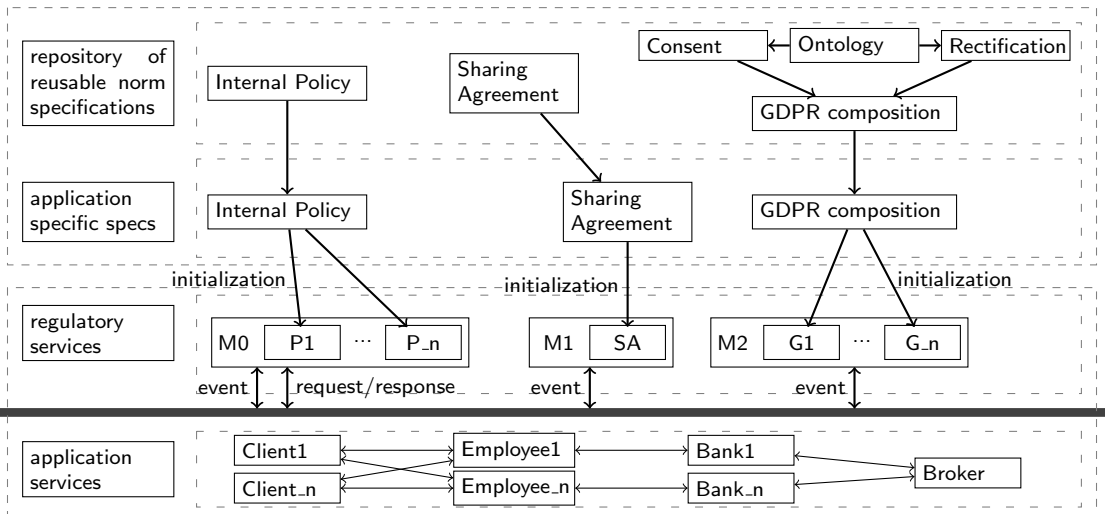 repository of
reusable norm
specifications
Internal Policy
Sharing
Agreement
Consent
Ontology
Rectification
GDPR composition
application
specific specs
Internal Policy
Sharing
Agreement
GDPR composition
initialization
initialization
initialization
regulatory
services
M0
P1
...
P_n
M1
SA
M2
G1
...
G_n
event
request/response
event
event
application
services
Client1
Employee1
Bank1
Broker
Client_n
Employee_n
Bank_n